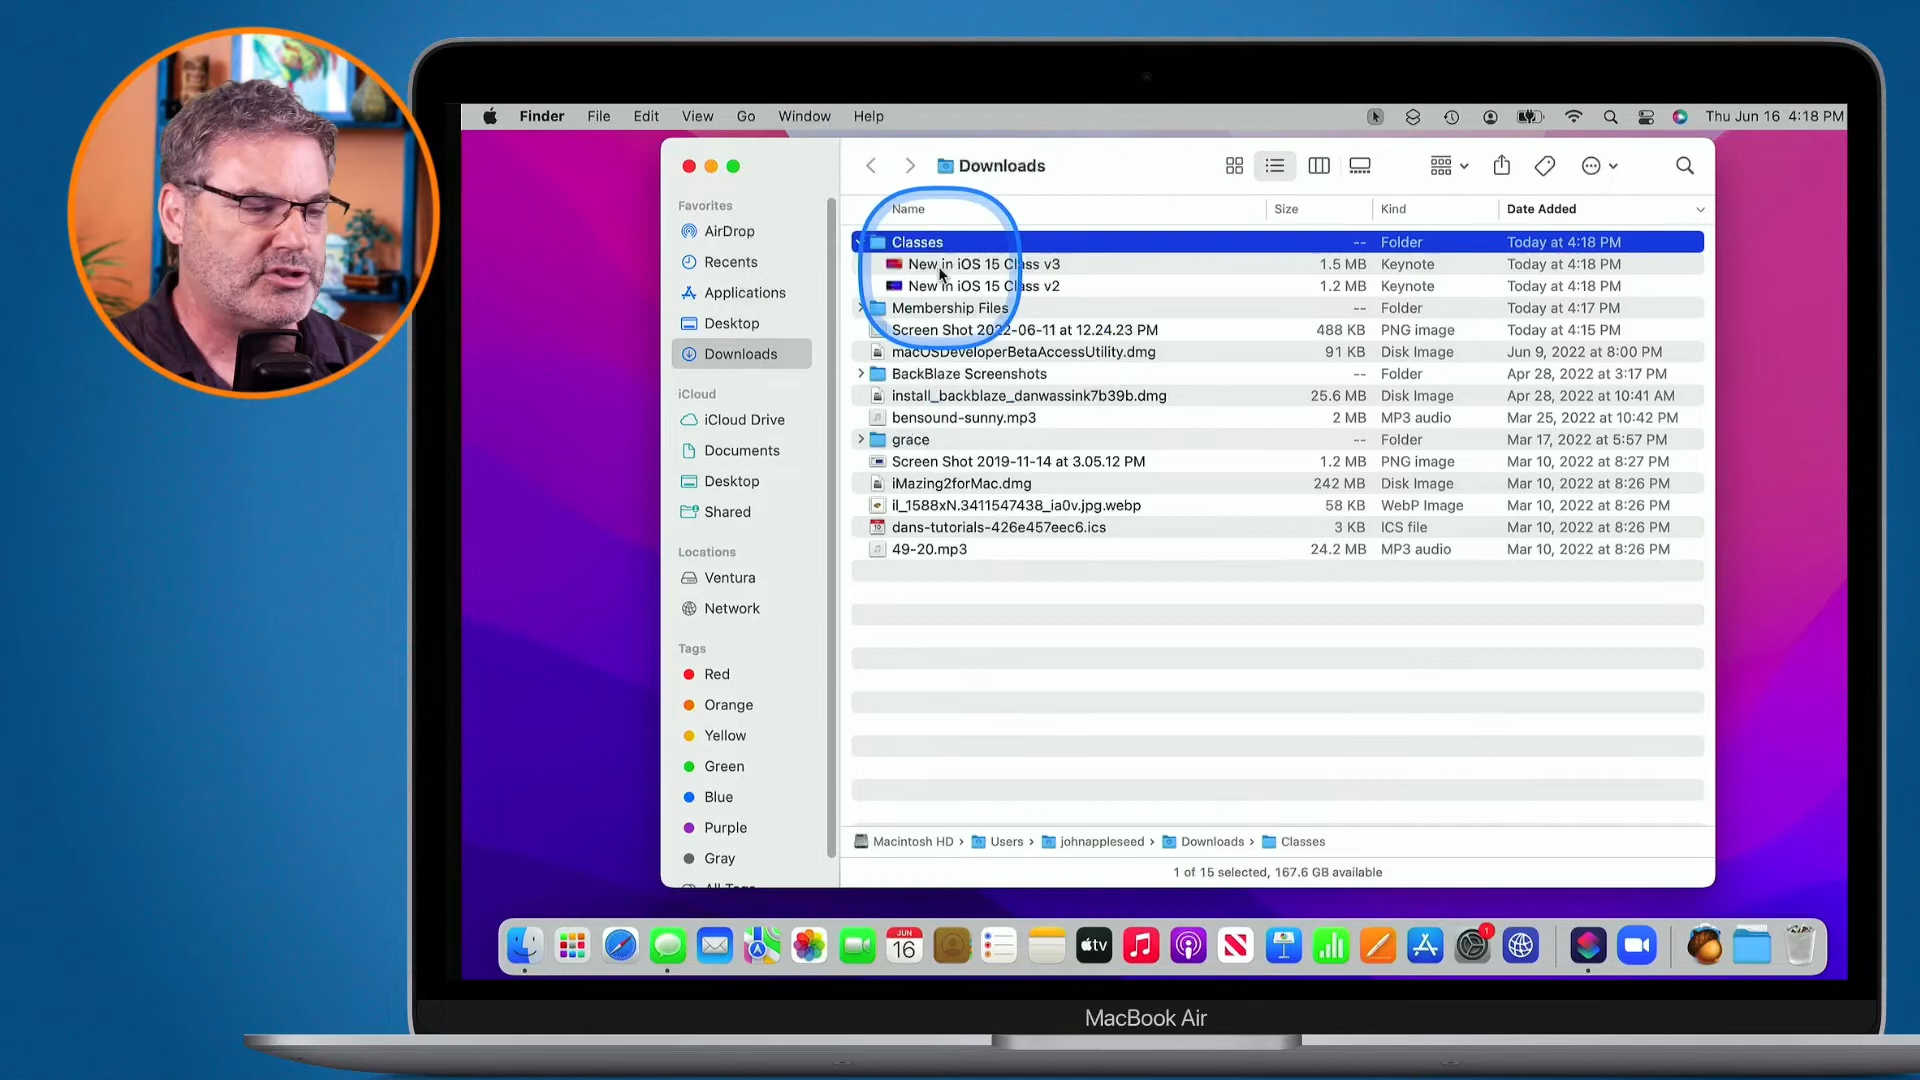 Finder File Edit View Go Window Help Thu Jun 16 4:18 PM
Downloads
Favorites
AirDrop
Recents
Applications
Desktop
Downloads
iCloud
iCloud Drive
Documents
Desktop
Shared
Locations
Ventura
Network
Tags
Red
Orange
Yellow
Green
Blue
Purple
Gray
All Tags
Name Size Kind Date Added
Classes -- Folder Today at 4:18 PM
New in iOS 15 Class v3 1.5 MB Keynote Today at 4:18 PM
New in iOS 15 Class v2 1.2 MB Keynote Today at 4:18 PM
Membership Files -- Folder Today at 4:17 PM
Screen Shot 2022-06-11 at 12.24.23 PM 488 KB PNG image Today at 4:15 PM
macOSDeveloperBetaAccessUtility.dmg 91 KB Disk Image Jun 9, 2022 at 8:00 PM
BackBlaze Screenshots -- Folder Apr 28, 2022 at 3:17 PM
install_backblaze_danwassink7b39b.dmg 25.6 MB Disk Image Apr 28, 2022 at 10:41 AM
bensound-sunny.mp3 2 MB MP3 audio Mar 25, 2022 at 10:42 PM
grace -- Folder Mar 17, 2022 at 5:57 PM
Screen Shot 2019-11-14 at 3.05.12 PM 1.2 MB PNG image Mar 10, 2022 at 8:27 PM
iMazing2forMac.dmg 242 MB Disk Image Mar 10, 2022 at 8:26 PM
il_1588xN.3411547438_ia0v.jpg.webp 58 KB WebP Image Mar 10, 2022 at 8:26 PM
dans-tutorials-426e457eec6.ics 3 KB ICS file Mar 10, 2022 at 8:26 PM
49-20.mp3 24.2 MB MP3 audio Mar 10, 2022 at 8:26 PM
Macintosh HD › Users › johnappleseed › Downloads › Classes
1 of 15 selected, 167.6 GB available
JUN
16
tv
1
MacBook Air